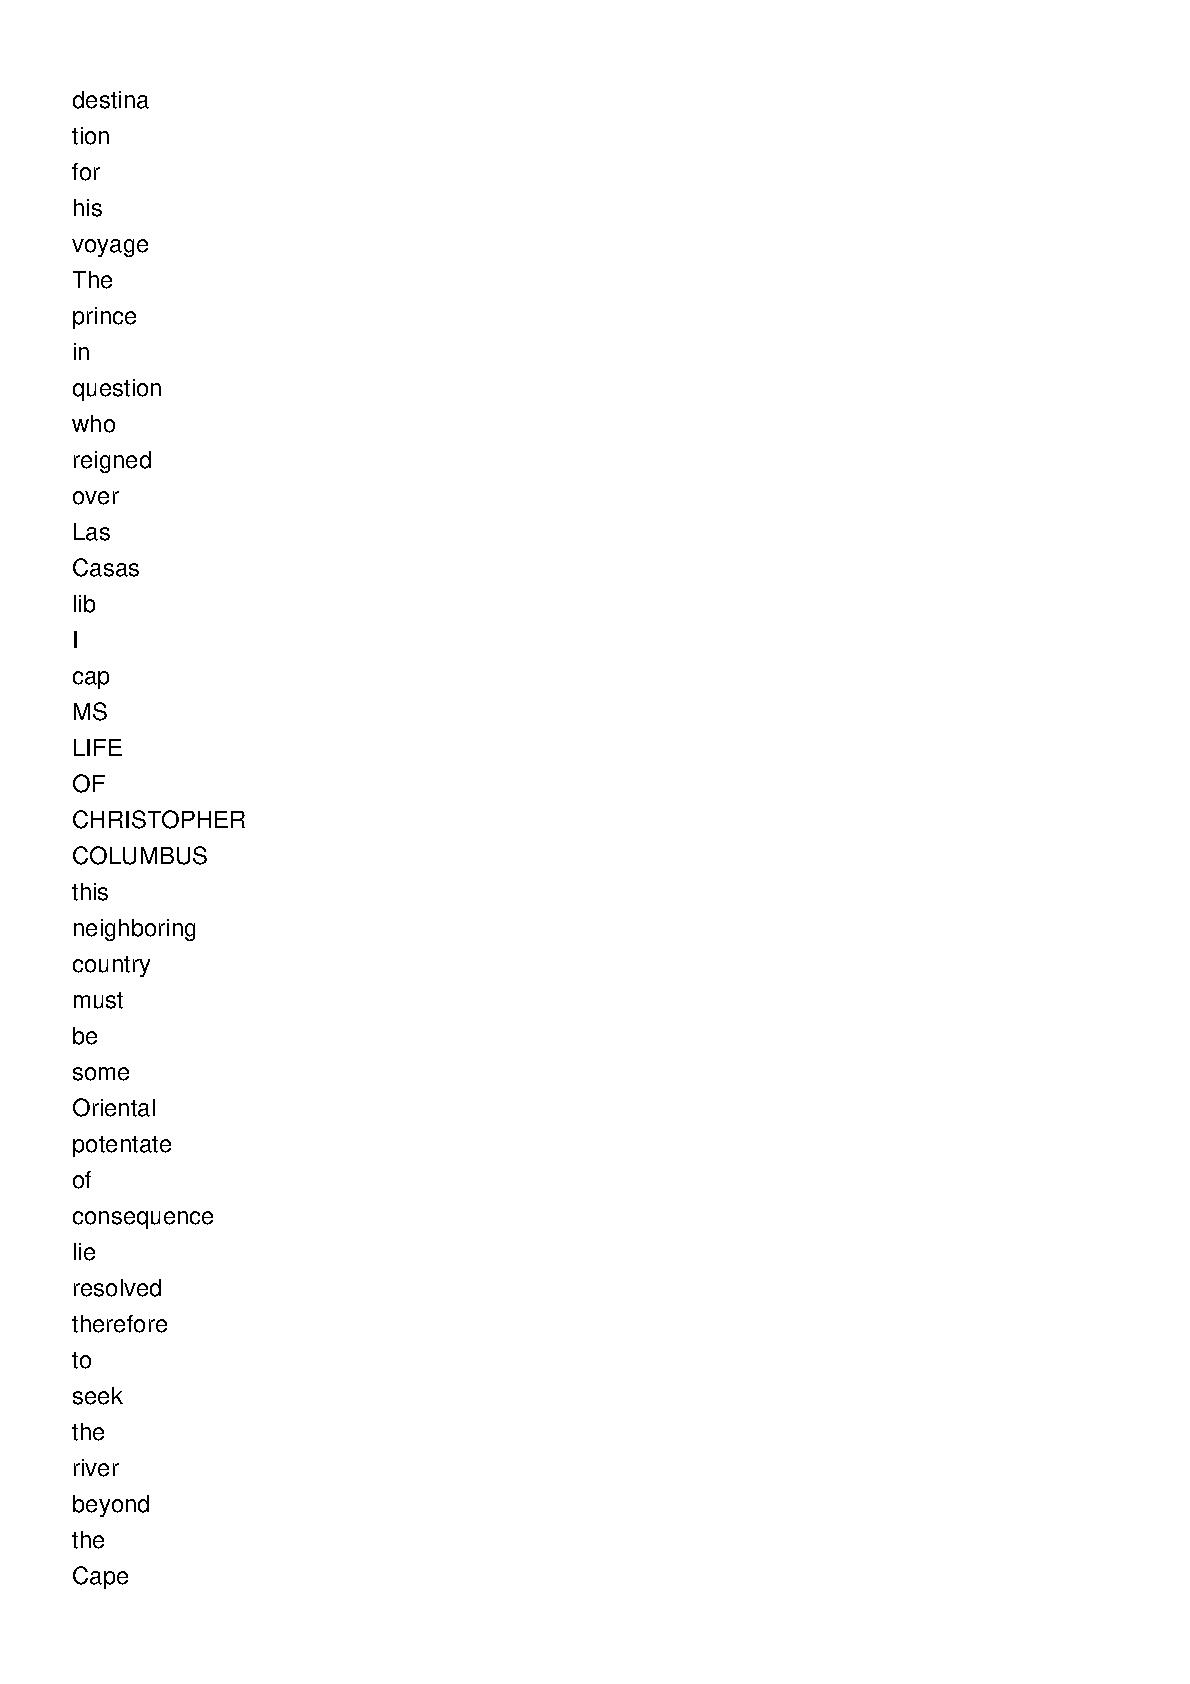 destina
tion
for
his
voyage
The
prince
in
question
who
reigned
over
Las
Casas
lib
I
cap
MS
LIFE
OF
CHRISTOPHER
COLUMBUS
this
neighboring
country
must
be
some
Oriental
potentate
of
consequence
lie
resolved
therefore
to
seek
the
river
beyond
the
Cape